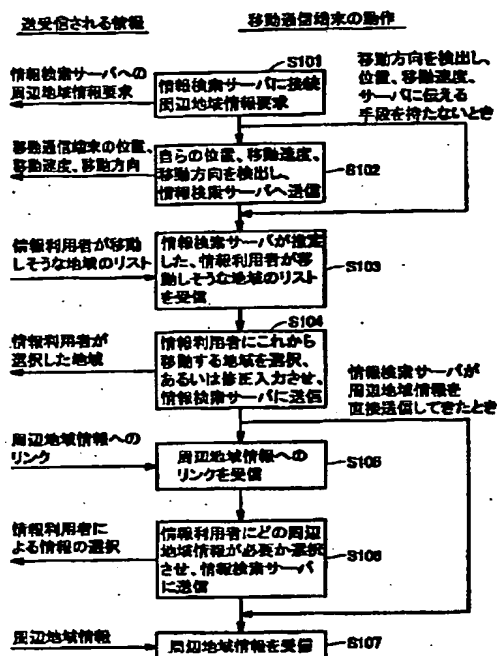 送受信される情報
移動通信端末の動作
S101
情報検索サーバへの
周辺地域情報要求
情報検索サーバに接続
周辺地域情報要求
移動方向を検出し、
位置、移動速度、
サーバに伝える
手段を持たないとき
移動通信端末の位置、
移動速度、移動方向
自らの位置、移動速度、
移動方向を検出し、
情報検索サーバへ送信
S102
情報利用者が移動
しそうな地域のリスト
情報検索サーバが推定
した、情報利用者が移
動しそうな地域のリスト
を受信
S103
S104
情報利用者が
選択した地域
情報利用者にこれから
移動する地域を選択、
あるいは修正入力させ、
情報検索サーバに送信
情報検索サーバが
周辺地域情報を
直接送信してきたとき
周辺地域情報への
リンク
周辺地域情報への
リンクを受信
S105
情報利用者に
よる情報の選択
情報利用者にどの周辺
地域情報が必要か選択
させ、情報検索サーバ
に送信
S106
周辺地域情報
周辺地域情報を受信
S107